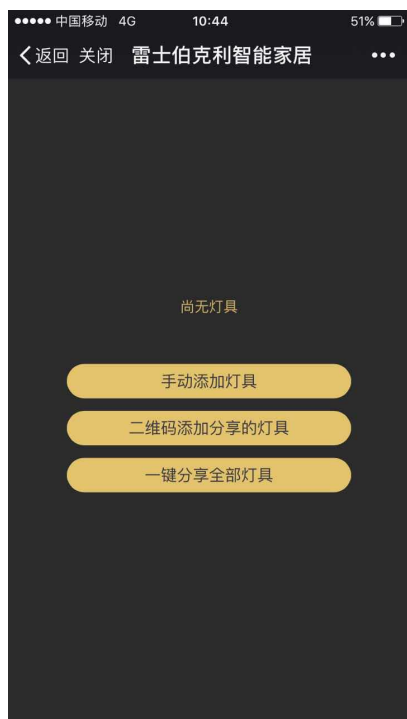 中国移动 4G 10:44 51%
返回 关闭 雷士伯克利智能家居
尚无灯具
手动添加灯具
二维码添加分享的灯具
一键分享全部灯具